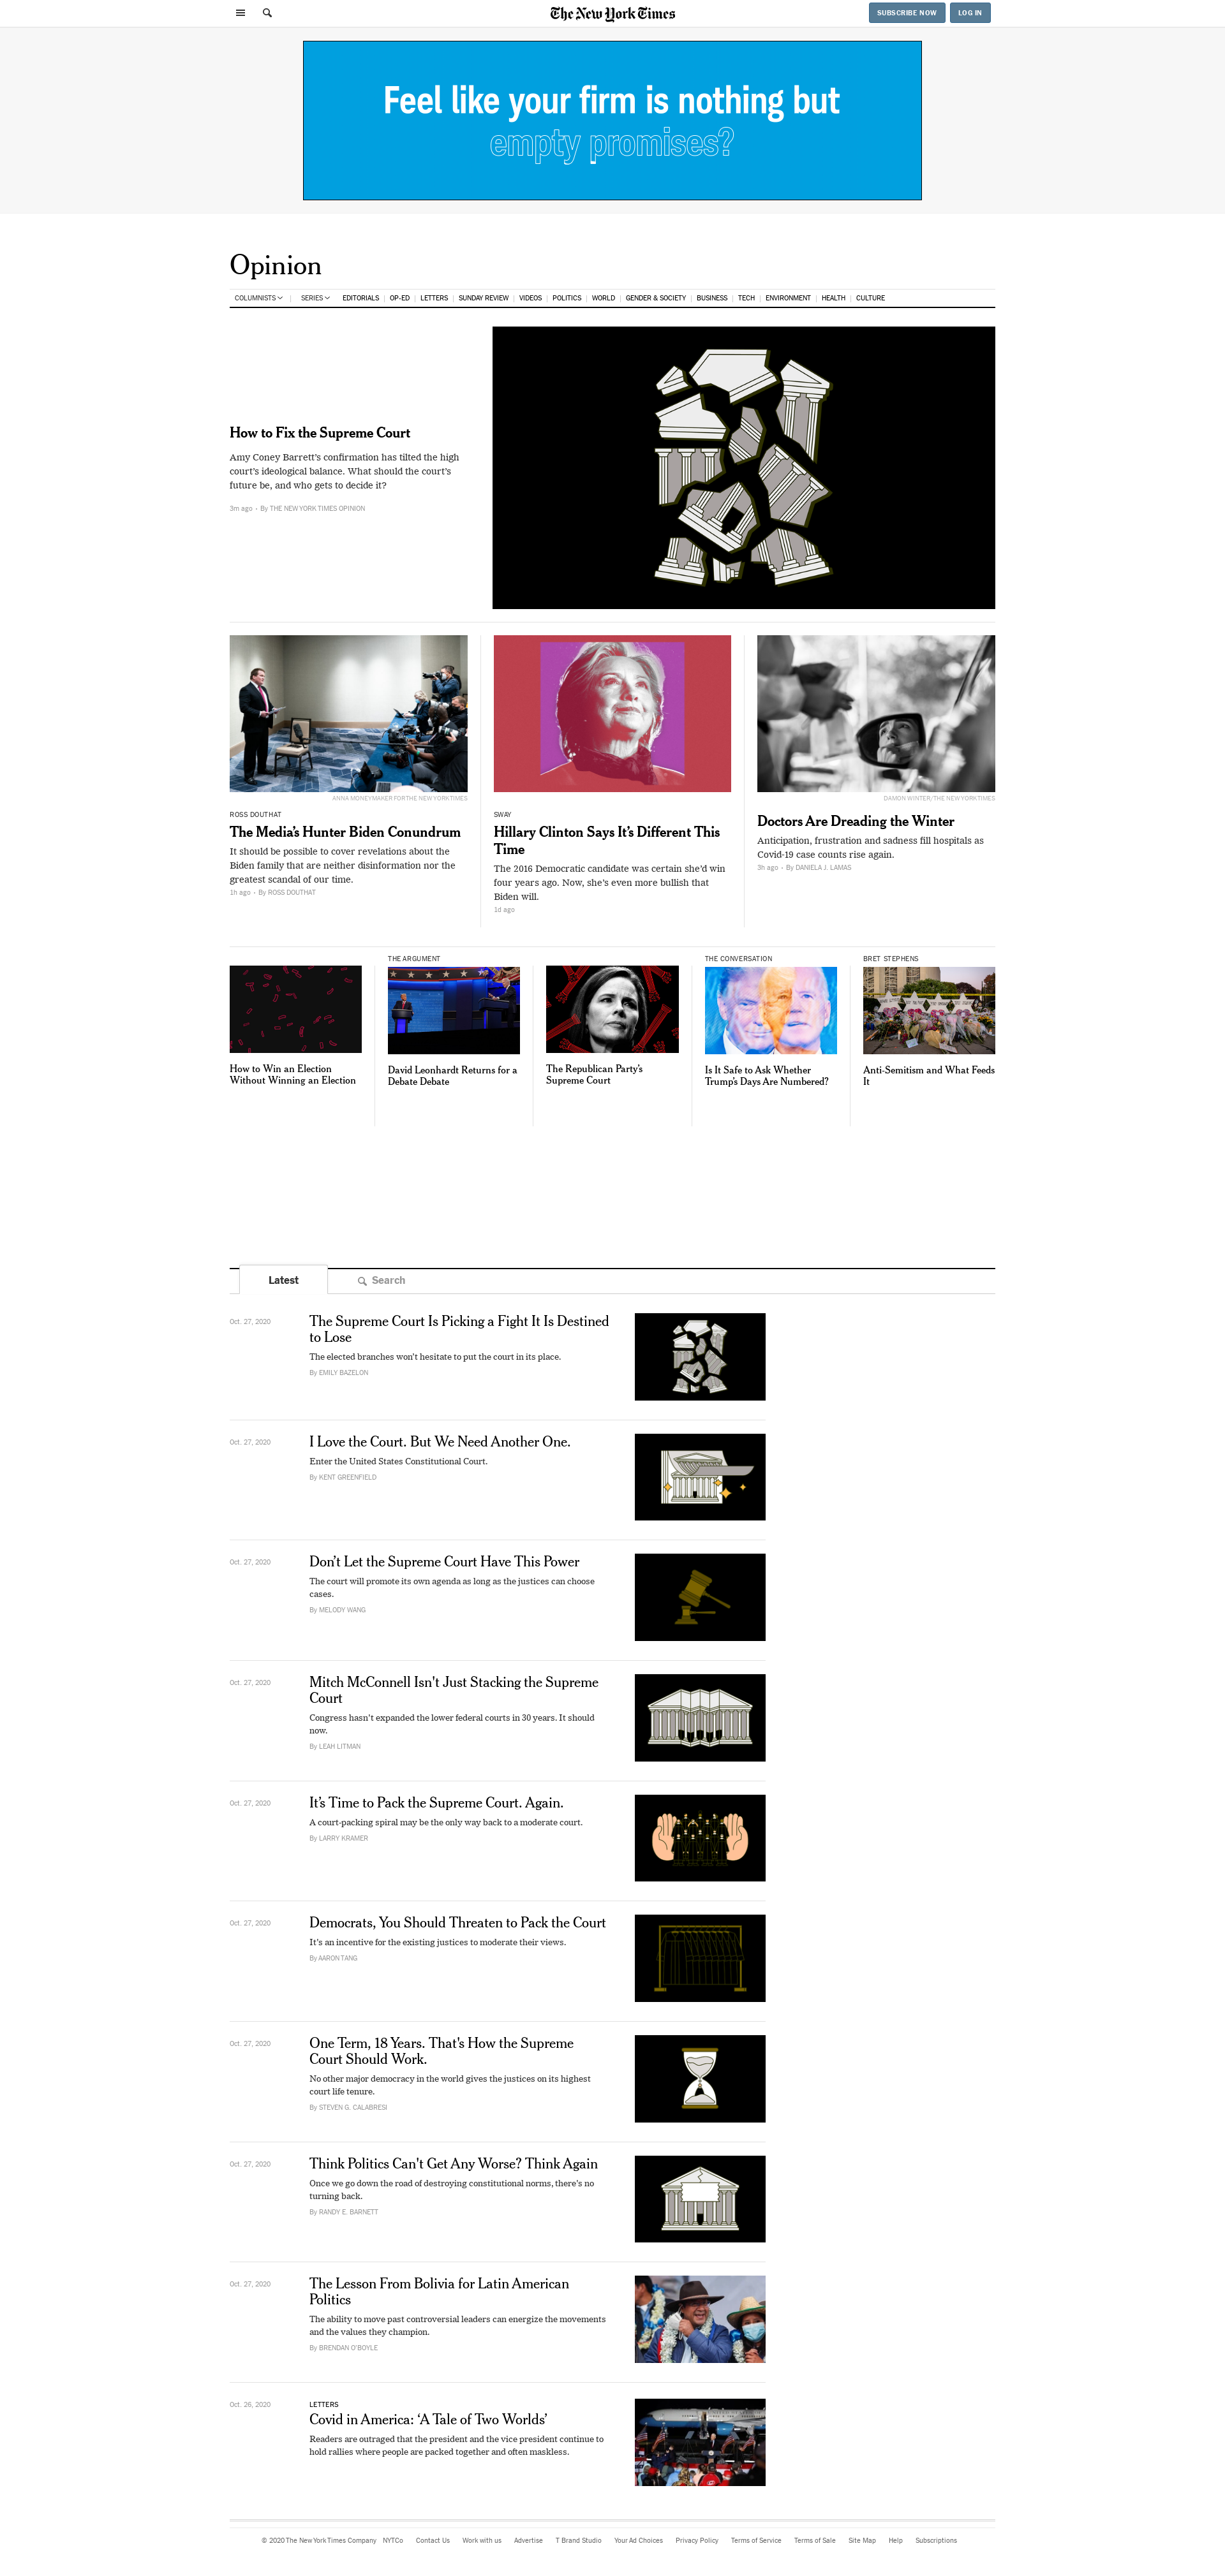 The New York Times
SUBSCRIBE NOW
LOG IN
Feel like your firm is nothing but
empty promises?
Opinion
COLUMNISTS
SERIES
EDITORIALS
OP-ED
LETTERS
SUNDAY REVIEW
VIDEOS
POLITICS
WORLD
GENDER & SOCIETY
BUSINESS
TECH
ENVIRONMENT
HEALTH
CULTURE
How to Fix the Supreme Court
Amy Coney Barrett’s confirmation has tilted the high
court’s ideological balance. What should the court’s
future be, and who gets to decide it?
3m ago • By THE NEW YORK TIMES OPINION
ANNA MONEYMAKER FOR THE NEW YORK TIMES
ROSS DOUTHAT
The Media’s Hunter Biden Conundrum
It should be possible to cover revelations about the
Biden family that are neither disinformation nor the
greatest scandal of our time.
1h ago • By ROSS DOUTHAT
SWAY
Hillary Clinton Says It’s Different This
Time
The 2016 Democratic candidate was certain she’d win
four years ago. Now, she’s even more bullish that
Biden will.
1d ago
DAMON WINTER/THE NEW YORK TIMES
Doctors Are Dreading the Winter
Anticipation, frustration and sadness fill hospitals as
Covid-19 case counts rise again.
3h ago • By DANIELA J. LAMAS
How to Win an Election
Without Winning an Election
THE ARGUMENT
David Leonhardt Returns for a
Debate Debate
The Republican Party’s
Supreme Court
THE CONVERSATION
Is It Safe to Ask Whether
Trump’s Days Are Numbered?
BRET STEPHENS
Anti-Semitism and What Feeds
It
Latest
Search
Oct. 27, 2020
The Supreme Court Is Picking a Fight It Is Destined
to Lose
The elected branches won’t hesitate to put the court in its place.
By EMILY BAZELON
Oct. 27, 2020
I Love the Court. But We Need Another One.
Enter the United States Constitutional Court.
By KENT GREENFIELD
Oct. 27, 2020
Don’t Let the Supreme Court Have This Power
The court will promote its own agenda as long as the justices can choose
cases.
By MELODY WANG
Oct. 27, 2020
Mitch McConnell Isn't Just Stacking the Supreme
Court
Congress hasn’t expanded the lower federal courts in 30 years. It should
now.
By LEAH LITMAN
Oct. 27, 2020
It’s Time to Pack the Supreme Court. Again.
A court-packing spiral may be the only way back to a moderate court.
By LARRY KRAMER
Oct. 27, 2020
Democrats, You Should Threaten to Pack the Court
It’s an incentive for the existing justices to moderate their views.
By AARON TANG
Oct. 27, 2020
One Term, 18 Years. That's How the Supreme
Court Should Work.
No other major democracy in the world gives the justices on its highest
court life tenure.
By STEVEN G. CALABRESI
Oct. 27, 2020
Think Politics Can't Get Any Worse? Think Again
Once we go down the road of destroying constitutional norms, there’s no
turning back.
By RANDY E. BARNETT
Oct. 27, 2020
The Lesson From Bolivia for Latin American
Politics
The ability to move past controversial leaders can energize the movements
and the values they champion.
By BRENDAN O'BOYLE
Oct. 26, 2020
LETTERS
Covid in America: ‘A Tale of Two Worlds’
Readers are outraged that the president and the vice president continue to
hold rallies where people are packed together and often maskless.
© 2020 The New York Times Company
NYTCo
Contact Us
Work with us
Advertise
T Brand Studio
Your Ad Choices
Privacy Policy
Terms of Service
Terms of Sale
Site Map
Help
Subscriptions